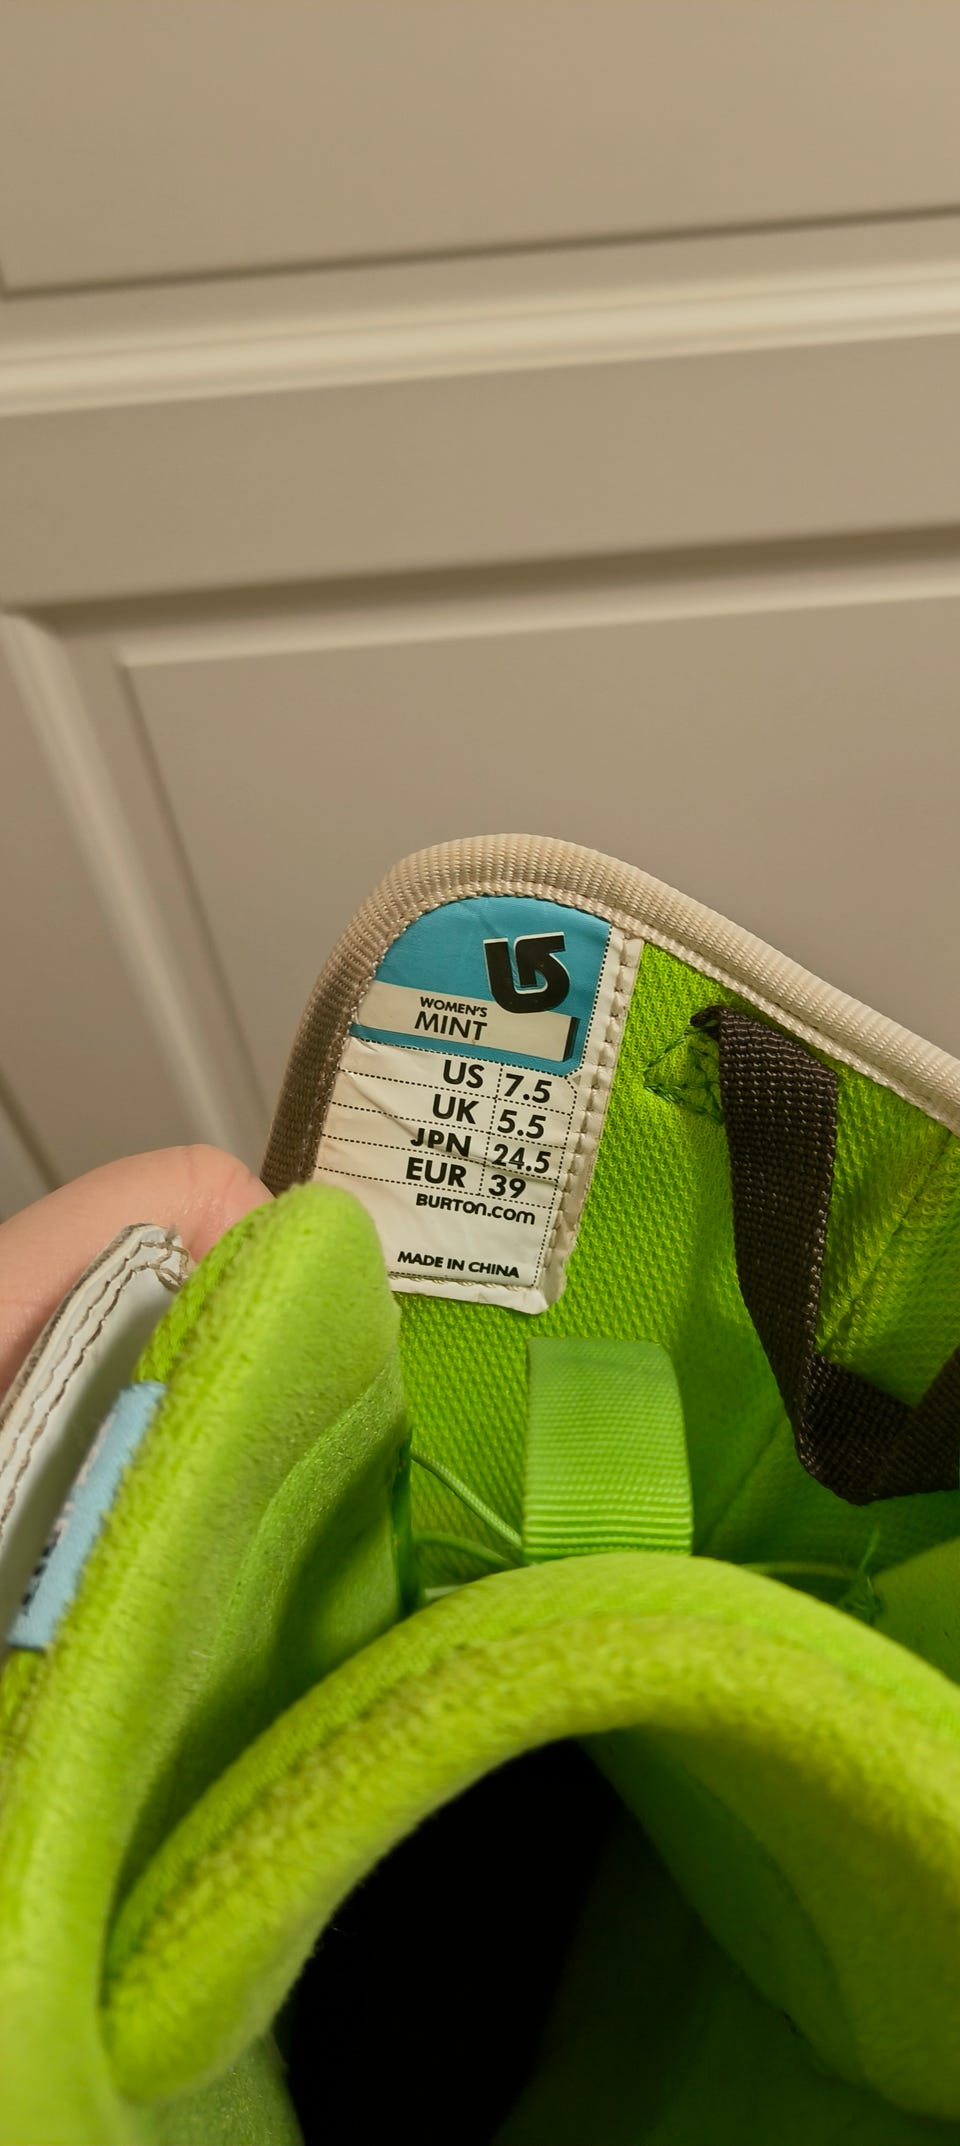 WOMEN'S
MINT
US 7.5
UK 5.5
JPN 24.5
EUR 39
BURTON.COM
MADE IN CHINA